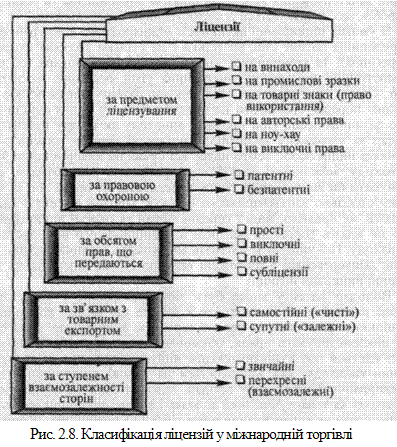 Ліцензії
за предметом
ліцензування
❏ на винаходи
❏ на промислові зразки
❏ на товарні знаки (право
використання)
❏ на авторські права
❏ на ноу-хау
❏ на виключні права
за правовою
охороною
❏ патентні
❏ безпатентні
за обсягом
прав, що
передаються
❏ прості
❏ виключні
❏ повні
❏ субліцензії
за зв'язком з
товарним
експортом
❏ самостійні («чисті»)
❏ супутні («залежні»)
за ступенем
взаємозалежності
сторін
❏ звичайні
❏ перехресні
(взаємозалежні)
Рис. 2.8. Класифікація ліцензій у міжнародній торгівлі